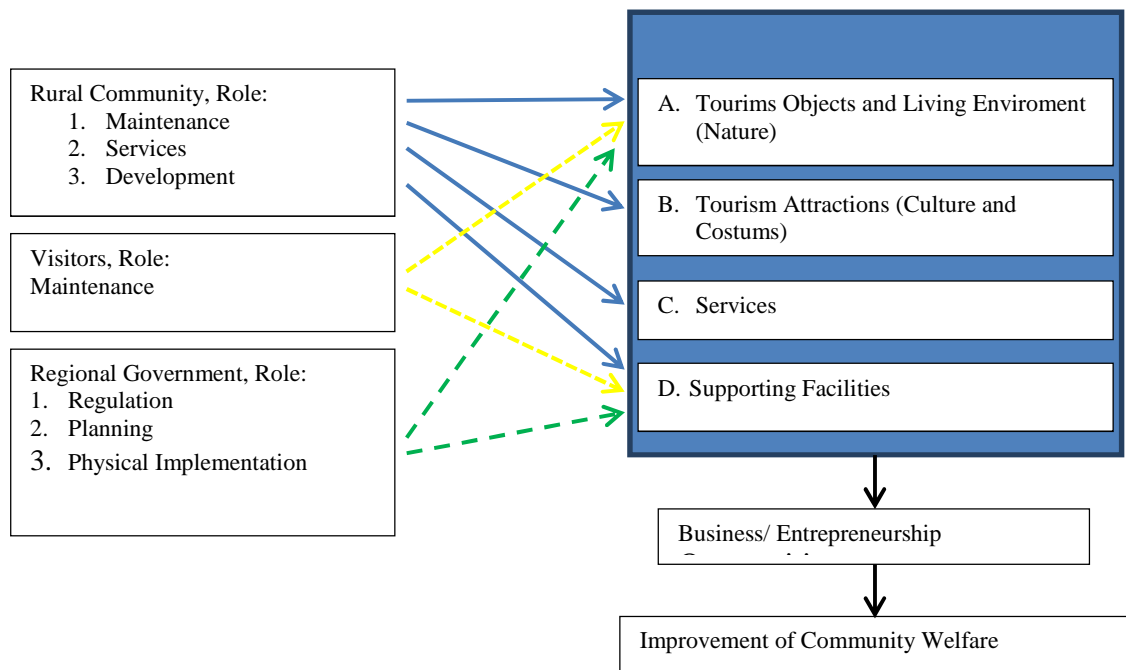 Rural Community, Role:
1. Maintenance
2. Services
3. Development
Visitors, Role:
Maintenance
Regional Government, Role:
1. Regulation
2. Planning
3. Physical Implementation
A. Tourims Objects and Living Enviroment
(Nature)
B. Tourism Attractions (Culture and
Costums)
C. Services
D. Supporting Facilities
Business/ Entrepreneurship
Improvement of Community Welfare